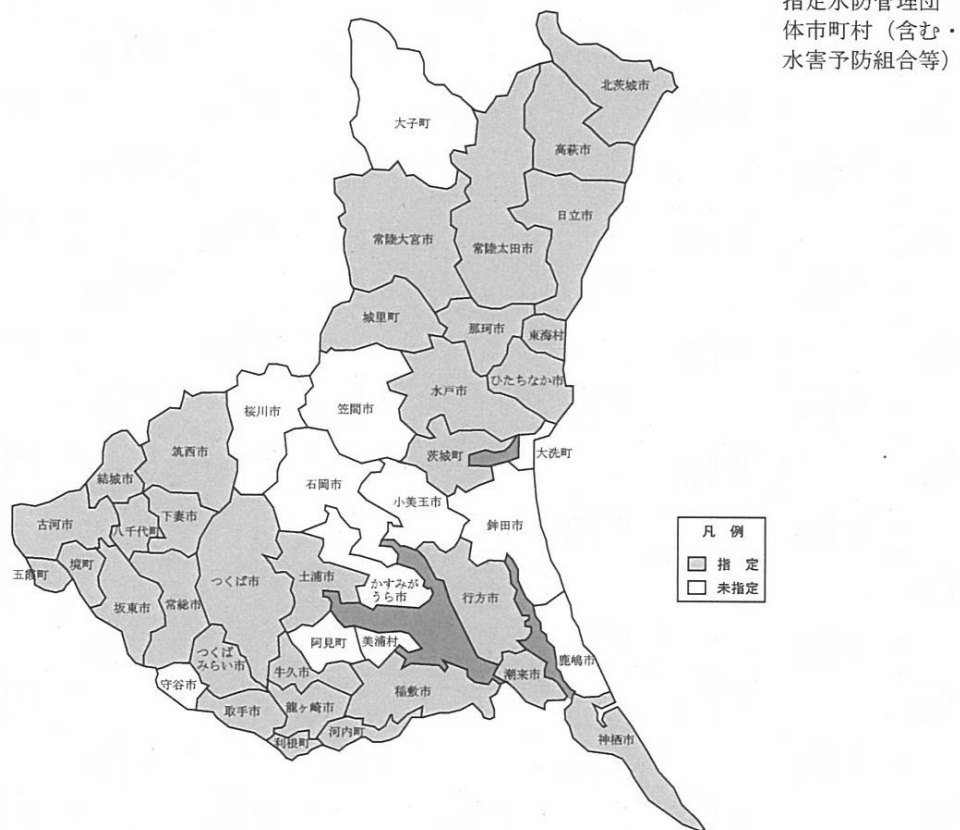 指定水防管理団
体市町村（含む・
水害予防組合等）
北茨城市
大子町
高萩市
日立市
常陸大宮市
常陸太田市
城里町
那珂市
東海村
水戸市
ひたちなか市
桜川市
笠間市
筑西市
茨城町
大洗町
結城市
石岡市
小美玉市
鉾田市
古河市
八千代町
下妻市
五霞町
境町
つくば市
土浦市
かすみが
うら市
行方市
坂東市
常総市
つくば
みらい市
阿見町
美浦村
鹿嶋市
守谷市
牛久市
潮来市
稲敷市
取手市
龍ヶ崎市
利根町
河内町
神栖市
凡 例
指 定
未指定